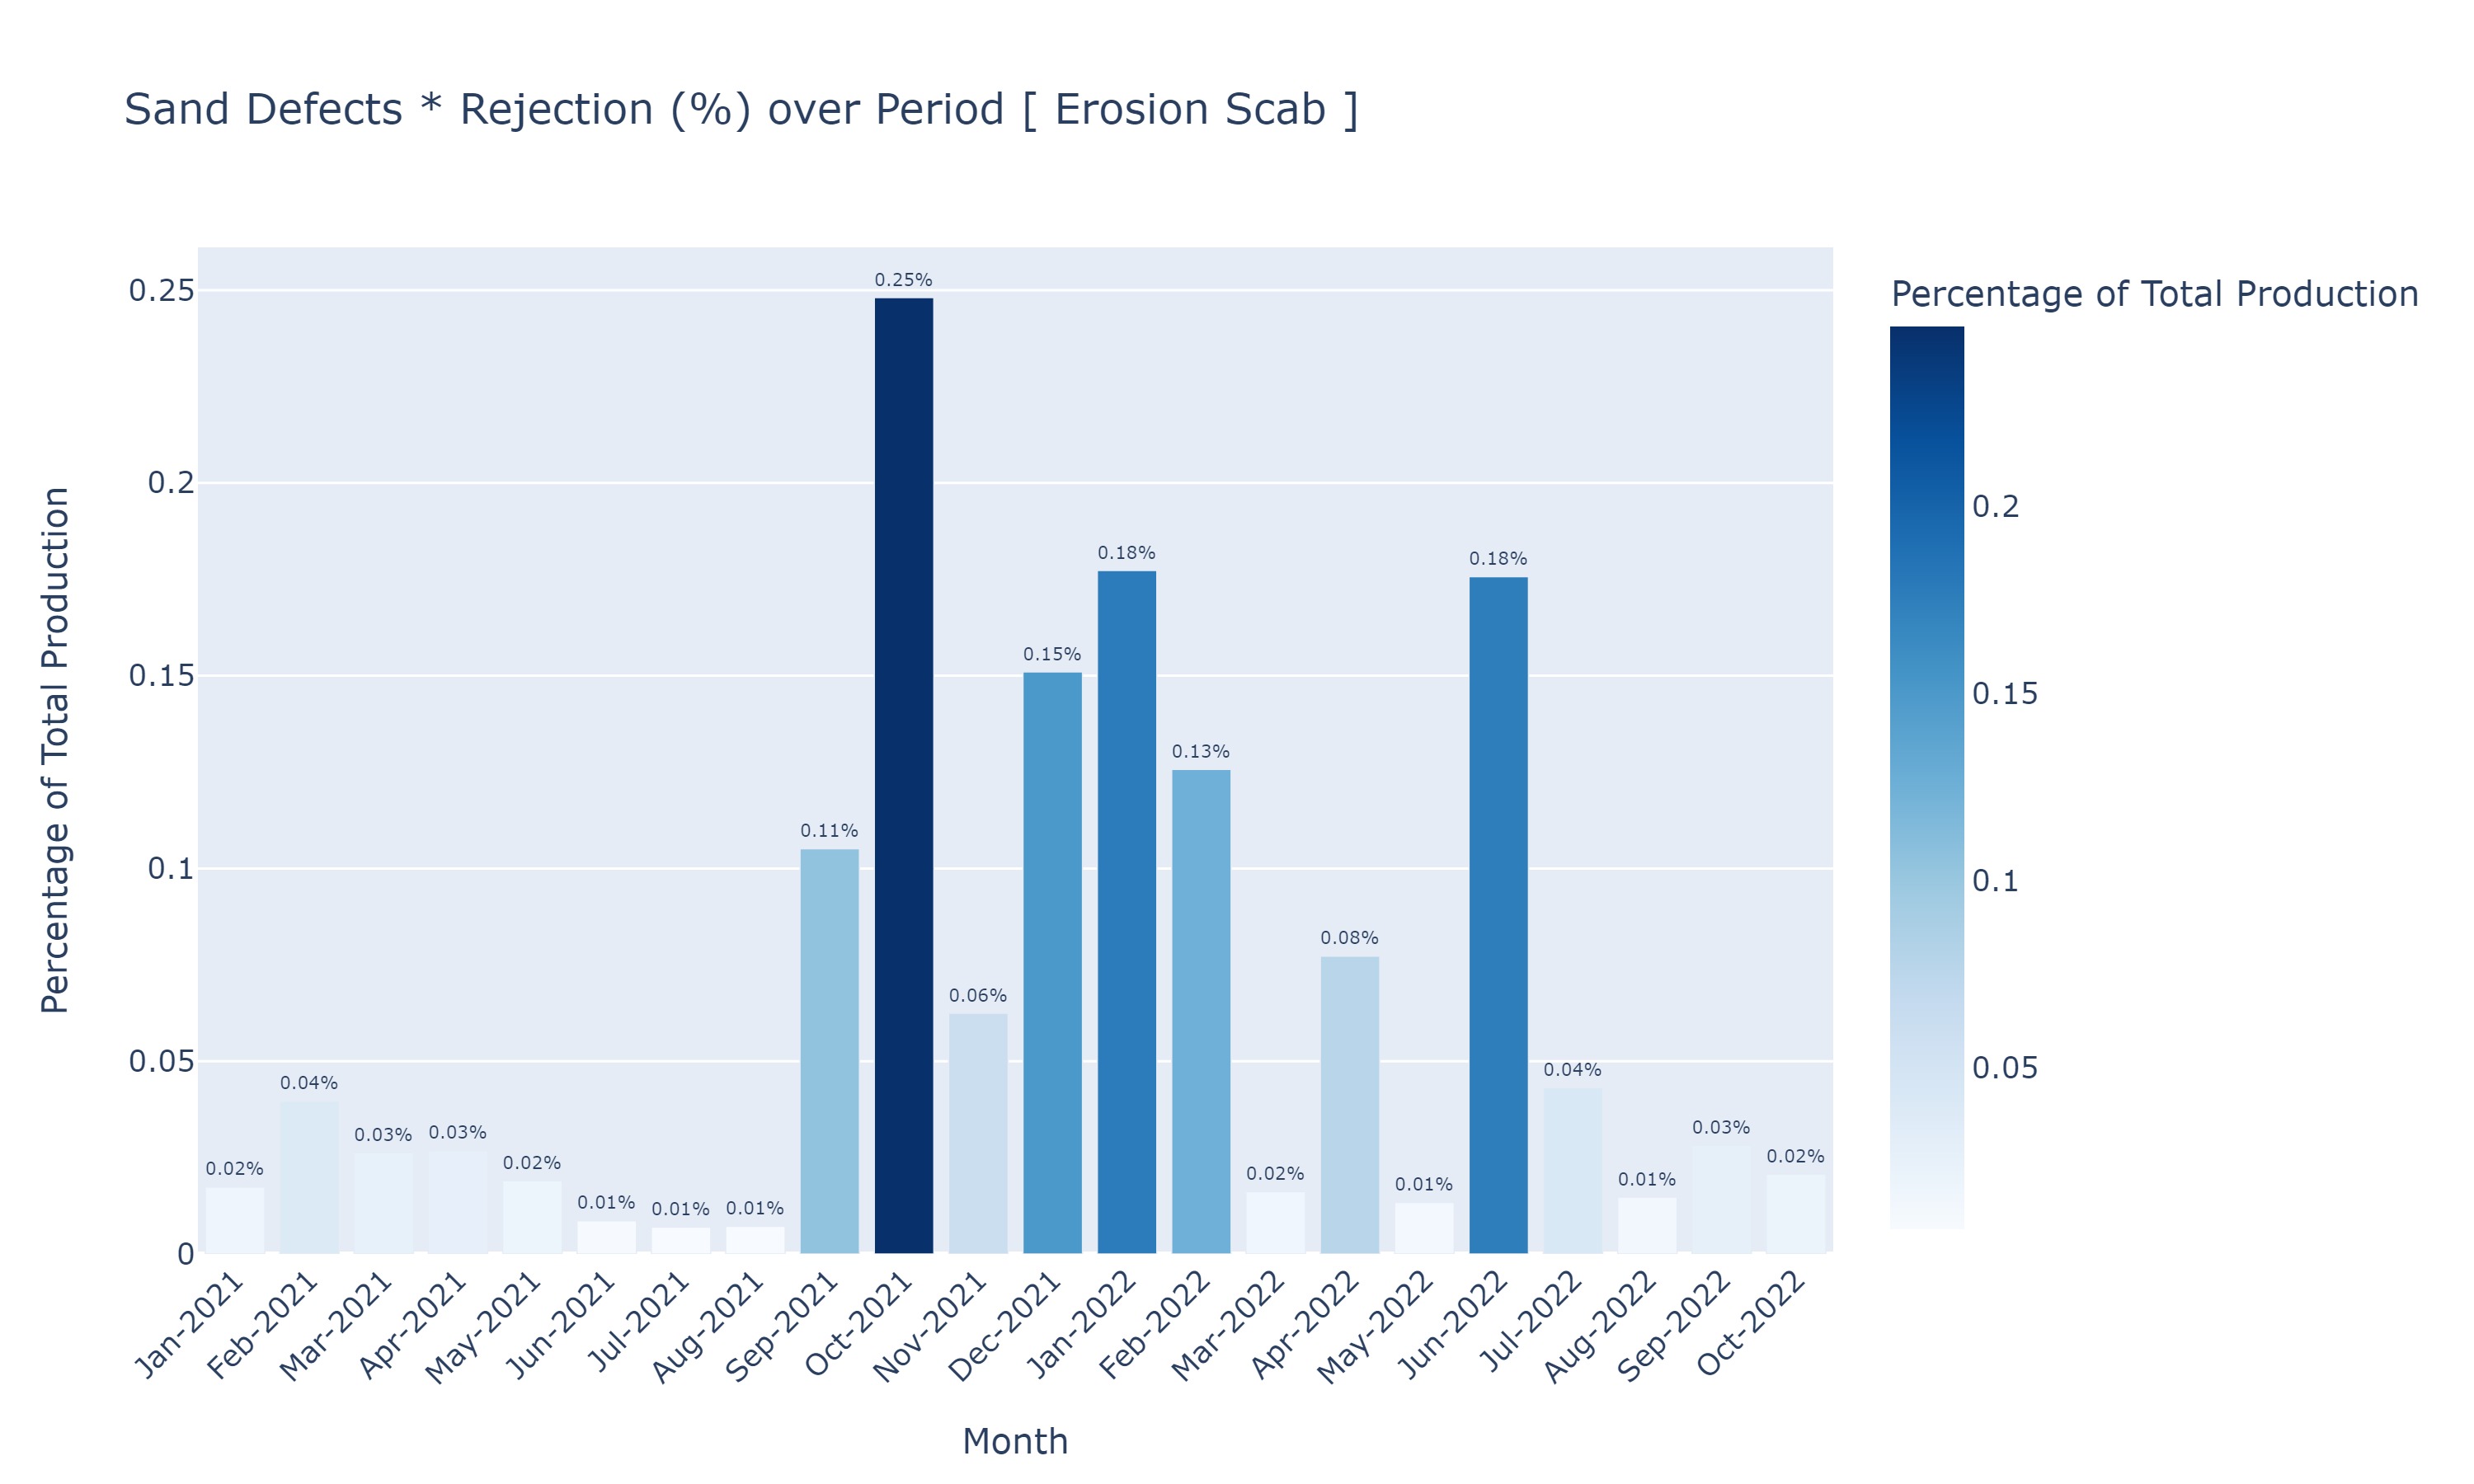 Sand Defects * Rejection (%) over Period [ Erosion Scab ]
Percentage of Total Production
0.25
0.2
0.15
0.1
0.05
0
0.02%
0.04%
0.03%
0.03%
0.02%
0.01%
0.01%
0.01%
0.11%
0.25%
0.06%
0.15%
0.18%
0.13%
0.02%
0.08%
0.01%
0.18%
0.04%
0.01%
0.03%
0.02%
Jan-2021
Feb-2021
Mar-2021
Apr-2021
May-2021
Jun-2021
Jul-2021
Aug-2021
Sep-2021
Oct-2021
Nov-2021
Dec-2021
Jan-2022
Feb-2022
Mar-2022
Apr-2022
May-2022
Jun-2022
Jul-2022
Aug-2022
Sep-2022
Oct-2022
Month
Percentage of Total Production
0.2
0.15
0.1
0.05